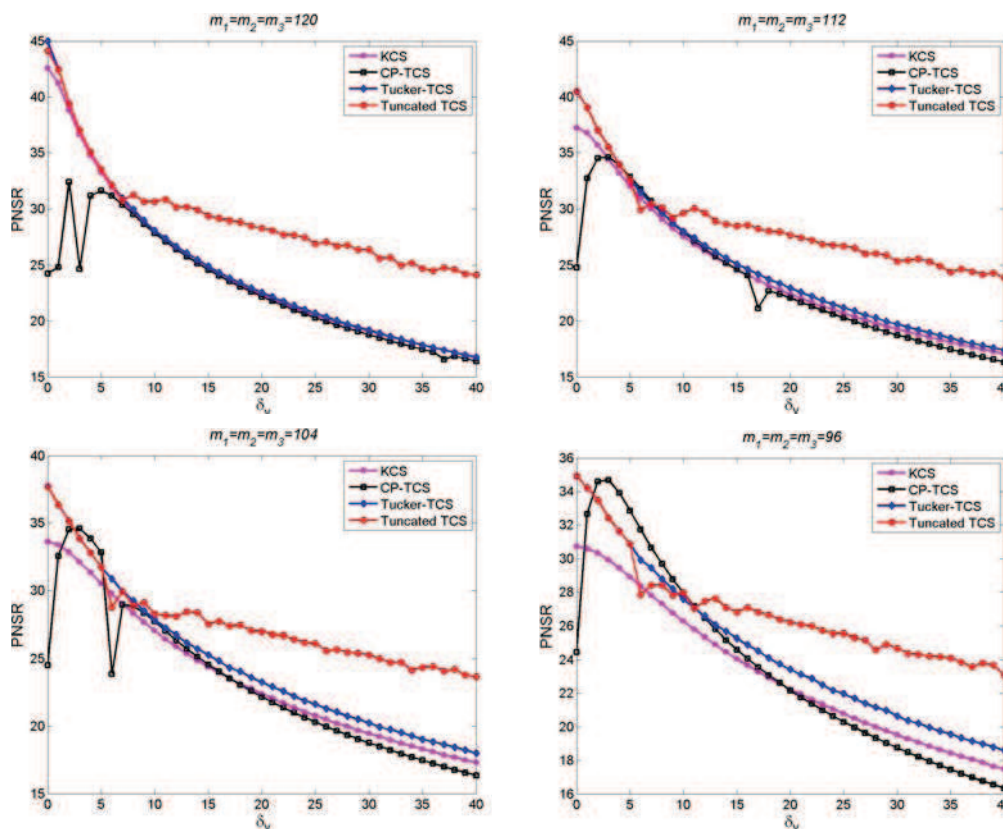 m₁=m₂=m₃=120
PNSR
45
40
35
30
25
20
15
0 5 10 15 20 25 30 35 40
δᵥ
KCS
CP-TCS
Tucker-TCS
Tuncated TCS
m₁=m₂=m₃=112
PNSR
45
40
35
30
25
20
15
0 5 10 15 20 25 30 35 40
δᵥ
KCS
CP-TCS
Tucker-TCS
Tuncated TCS
m₁=m₂=m₃=104
PNSR
40
35
30
25
20
15
0 5 10 15 20 25 30 35 40
δᵥ
KCS
CP-TCS
Tucker-TCS
Tuncated TCS
m₁=m₂=m₃=96
PNSR
36
34
32
30
28
26
24
22
20
18
16
0 5 10 15 20 25 30 35 40
δᵥ
KCS
CP-TCS
Tucker-TCS
Tuncated TCS